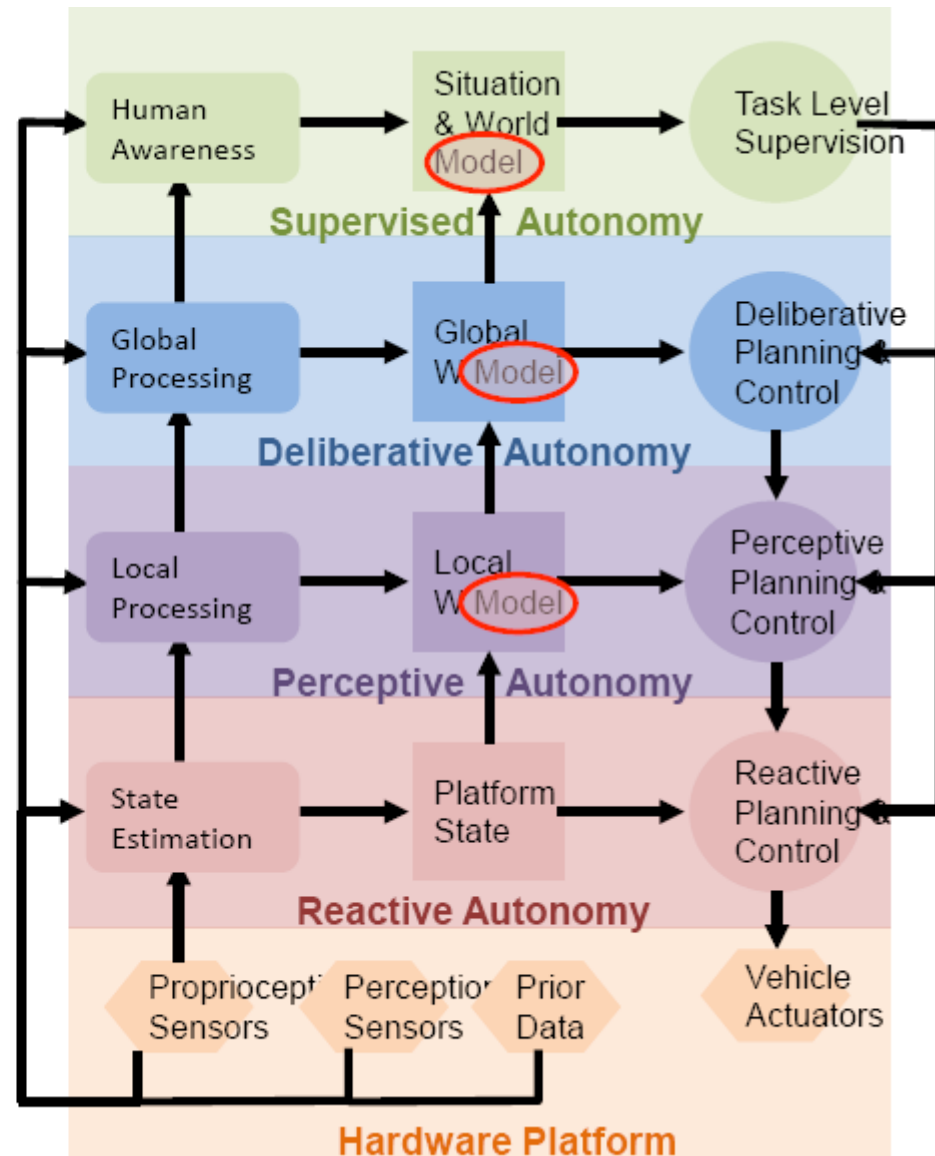 Human
Awareness
Situation
& World
Model
Task Level
Supervision
Supervised Autonomy
Global
Processing
Global
W Model
Deliberative
Planning &
Control
Deliberative Autonomy
Local
Processing
Local
W Model
Perceptive
Planning &
Control
Perceptive Autonomy
State
Estimation
Platform
State
Reactive
Planning &
Control
Reactive Autonomy
Propriocepti
Sensors
Perception
Sensors
Prior
Data
Vehicle
Actuators
Hardware Platform